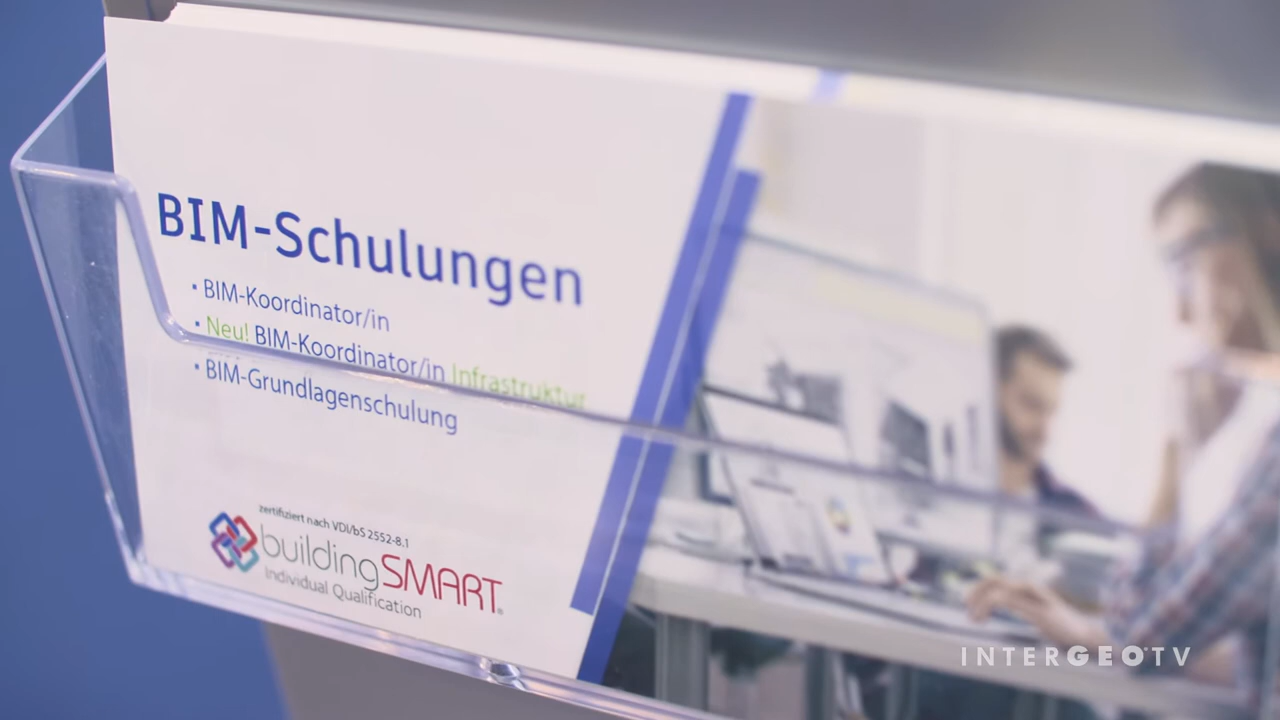 BIM-Schulungen
▪ BIM-Koordinator/in
▪ Neu! BIM-Koordinator/in Infrastruktur
▪ BIM-Grundlagenschulung
zertifiziert nach VDI/bS 2552-8.1
buildingSMART®
Individual Qualification
INTERGEO TV